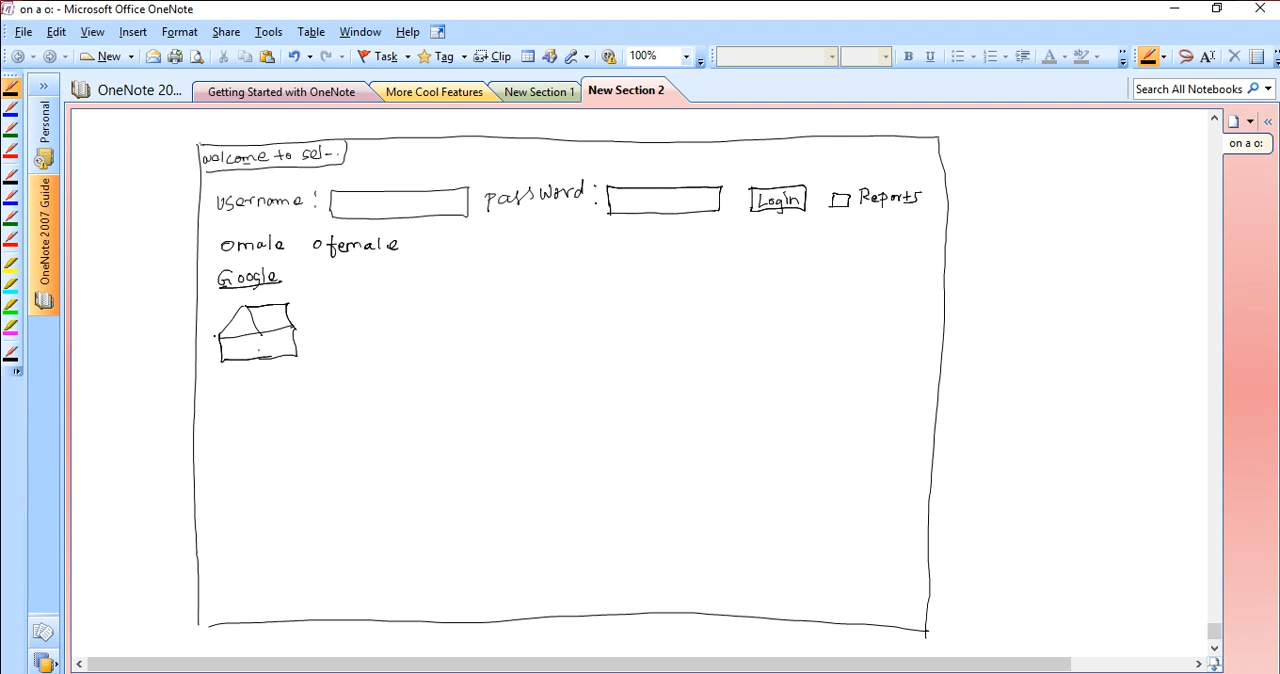 on a o: - Microsoft Office OneNote
File Edit View Insert Format Share Tools Table Window Help
New Task Tag Clip 100% B U
OneNote 20... Getting Started with OneNote More Cool Features New Section 1 New Section 2 Search All Notebooks
Personal
OneNote 2007 Guide
on a o:
welcome to sel-..
Username : password : Login Reports
male female
Google